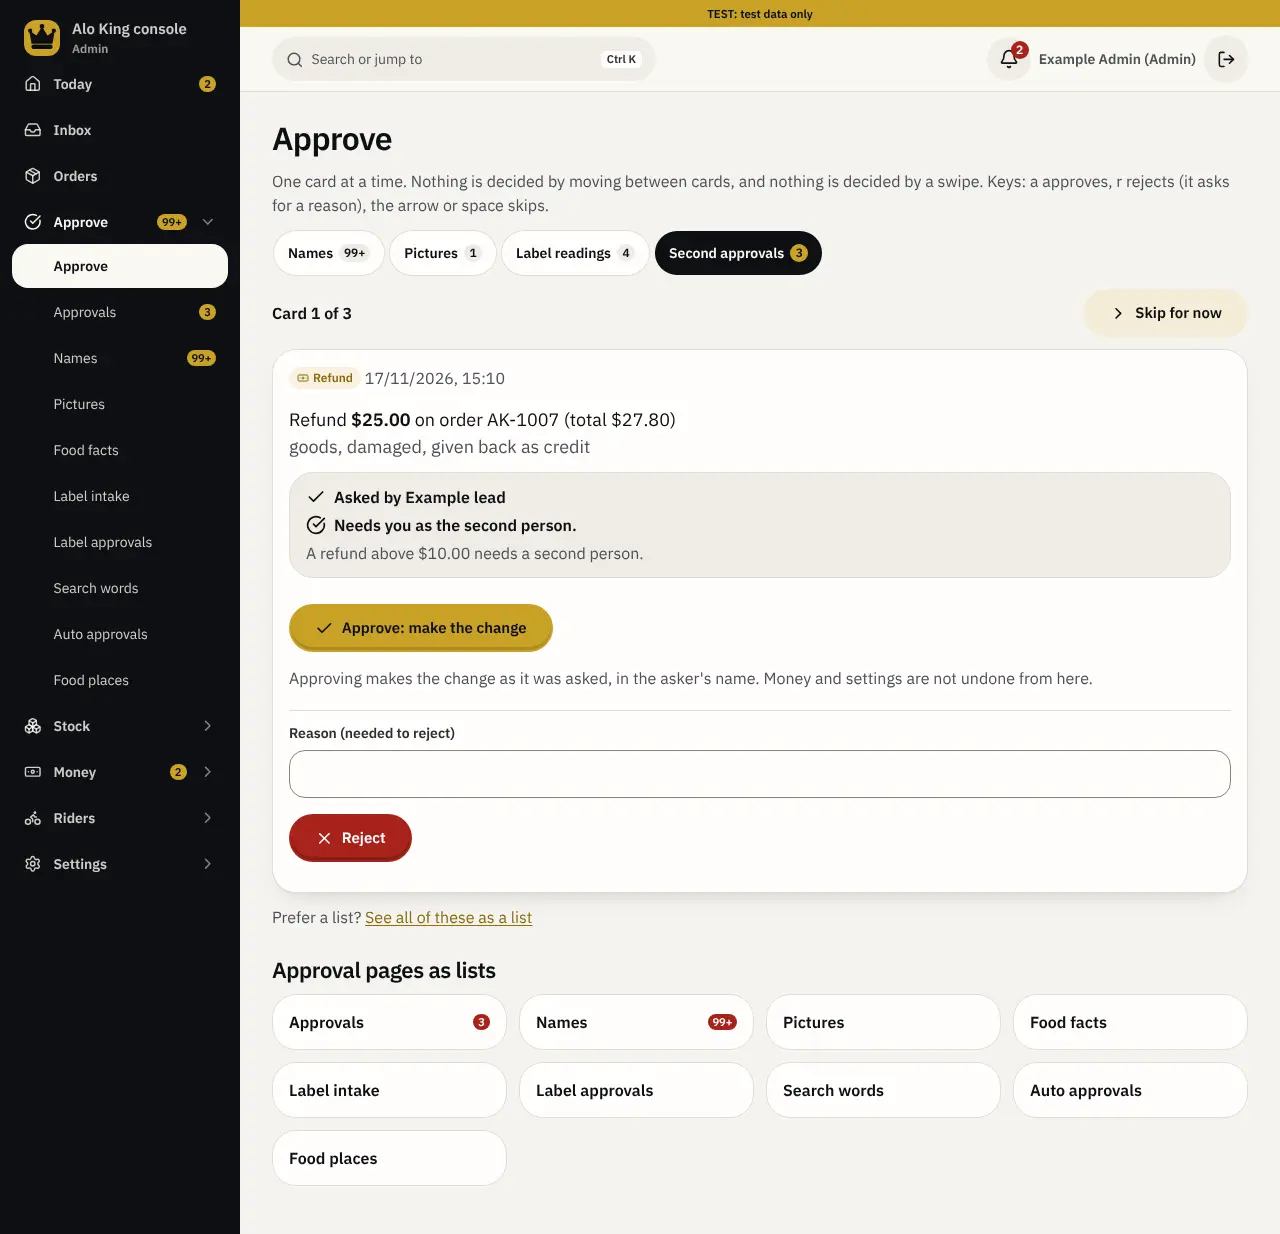 TEST: test data only
Alo King console
Admin
Search or jump to
Ctrl K
2
Example Admin (Admin)
Today
2
Inbox
Orders
Approve
99+
Approve
Approvals
3
Names
99+
Pictures
Food facts
Label intake
Label approvals
Search words
Auto approvals
Food places
Stock
Money
2
Riders
Settings
Approve
One card at a time. Nothing is decided by moving between cards, and nothing is decided by a swipe. Keys: a approves, r rejects (it asks
for a reason), the arrow or space skips.
Names 99+
Pictures 1
Label readings 4
Second approvals 3
Card 1 of 3
Skip for now
Refund 17/11/2026, 15:10
Refund $25.00 on order AK-1007 (total $27.80)
goods, damaged, given back as credit
Asked by Example lead
Needs you as the second person.
A refund above $10.00 needs a second person.
Approve: make the change
Approving makes the change as it was asked, in the asker's name. Money and settings are not undone from here.
Reason (needed to reject)
Reject
Prefer a list? See all of these as a list
Approval pages as lists
Approvals 3
Names 99+
Pictures
Food facts
Label intake
Label approvals
Search words
Auto approvals
Food places